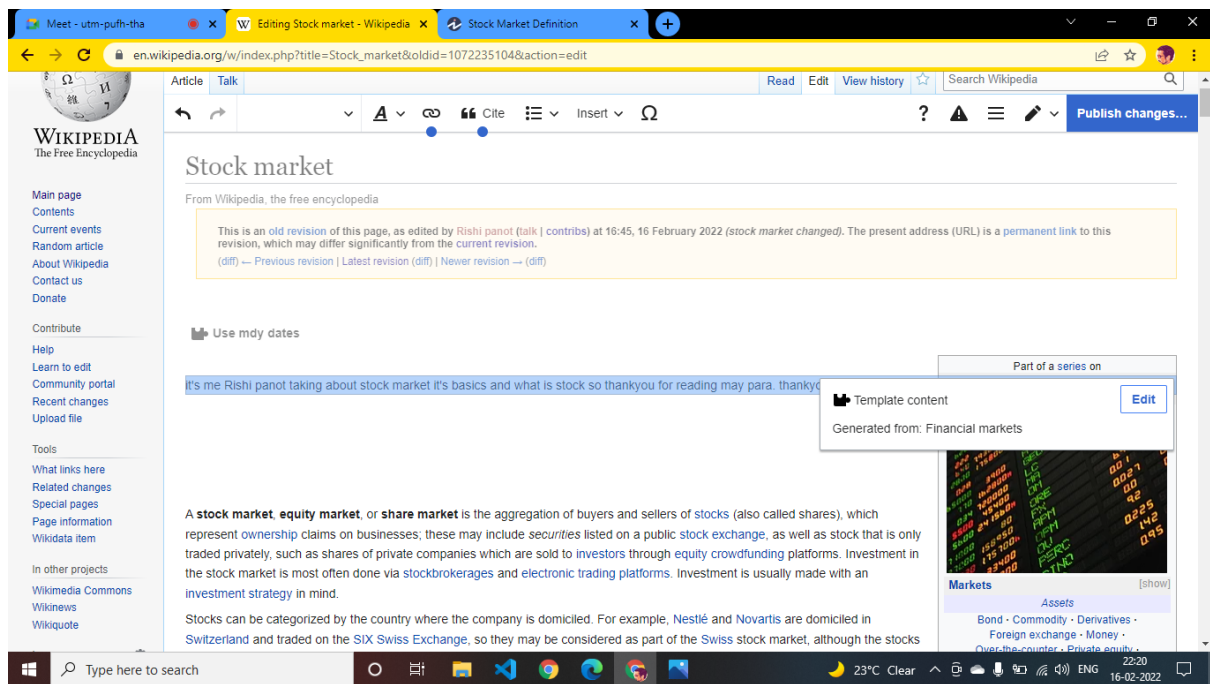 Meet - utm-pufh-tha
Editing Stock market - Wikipedia
Stock Market Definition
en.wikipedia.org/w/index.php?title=Stock_market&oldid=1072235104&action=edit
WIKIPEDIA
The Free Encyclopedia
Main page
Contents
Current events
Random article
About Wikipedia
Contact us
Donate
Contribute
Help
Learn to edit
Community portal
Recent changes
Upload file
Tools
What links here
Related changes
Special pages
Page information
Wikidata item
In other projects
Wikimedia Commons
Wikinews
Wikiquote
Article Talk
Read Edit View history
Search Wikipedia
A
Cite
Insert
Ω
?
Publish changes...
Stock market
From Wikipedia, the free encyclopedia
This is an old revision of this page, as edited by Rishi panot (talk | contribs) at 16:45, 16 February 2022 (stock market changed). The present address (URL) is a permanent link to this
revision, which may differ significantly from the current revision.
(diff) ← Previous revision | Latest revision (diff) | Newer revision → (diff)
Use mdy dates
it's me Rishi panot taking about stock market it's basics and what is stock so thankyou for reading may para.
Template content
Edit
Generated from: Financial markets
A stock market, equity market, or share market is the aggregation of buyers and sellers of stocks (also called shares), which
represent ownership claims on businesses; these may include securities listed on a public stock exchange, as well as stock that is only
traded privately, such as shares of private companies which are sold to investors through equity crowdfunding platforms. Investment in
the stock market is most often done via stockbrokerages and electronic trading platforms. Investment is usually made with an
investment strategy in mind.
Stocks can be categorized by the country where the company is domiciled. For example, Nestlé and Novartis are domiciled in
Switzerland and traded on the SIX Swiss Exchange, so they may be considered as part of the Swiss stock market, although the stocks
Part of a series on
Markets [show]
Assets
Bond · Commodity · Derivatives ·
Foreign exchange · Money ·
Over-the-counter · Private equity ·
Type here to search
23°C Clear
ENG
22:20
16-02-2022